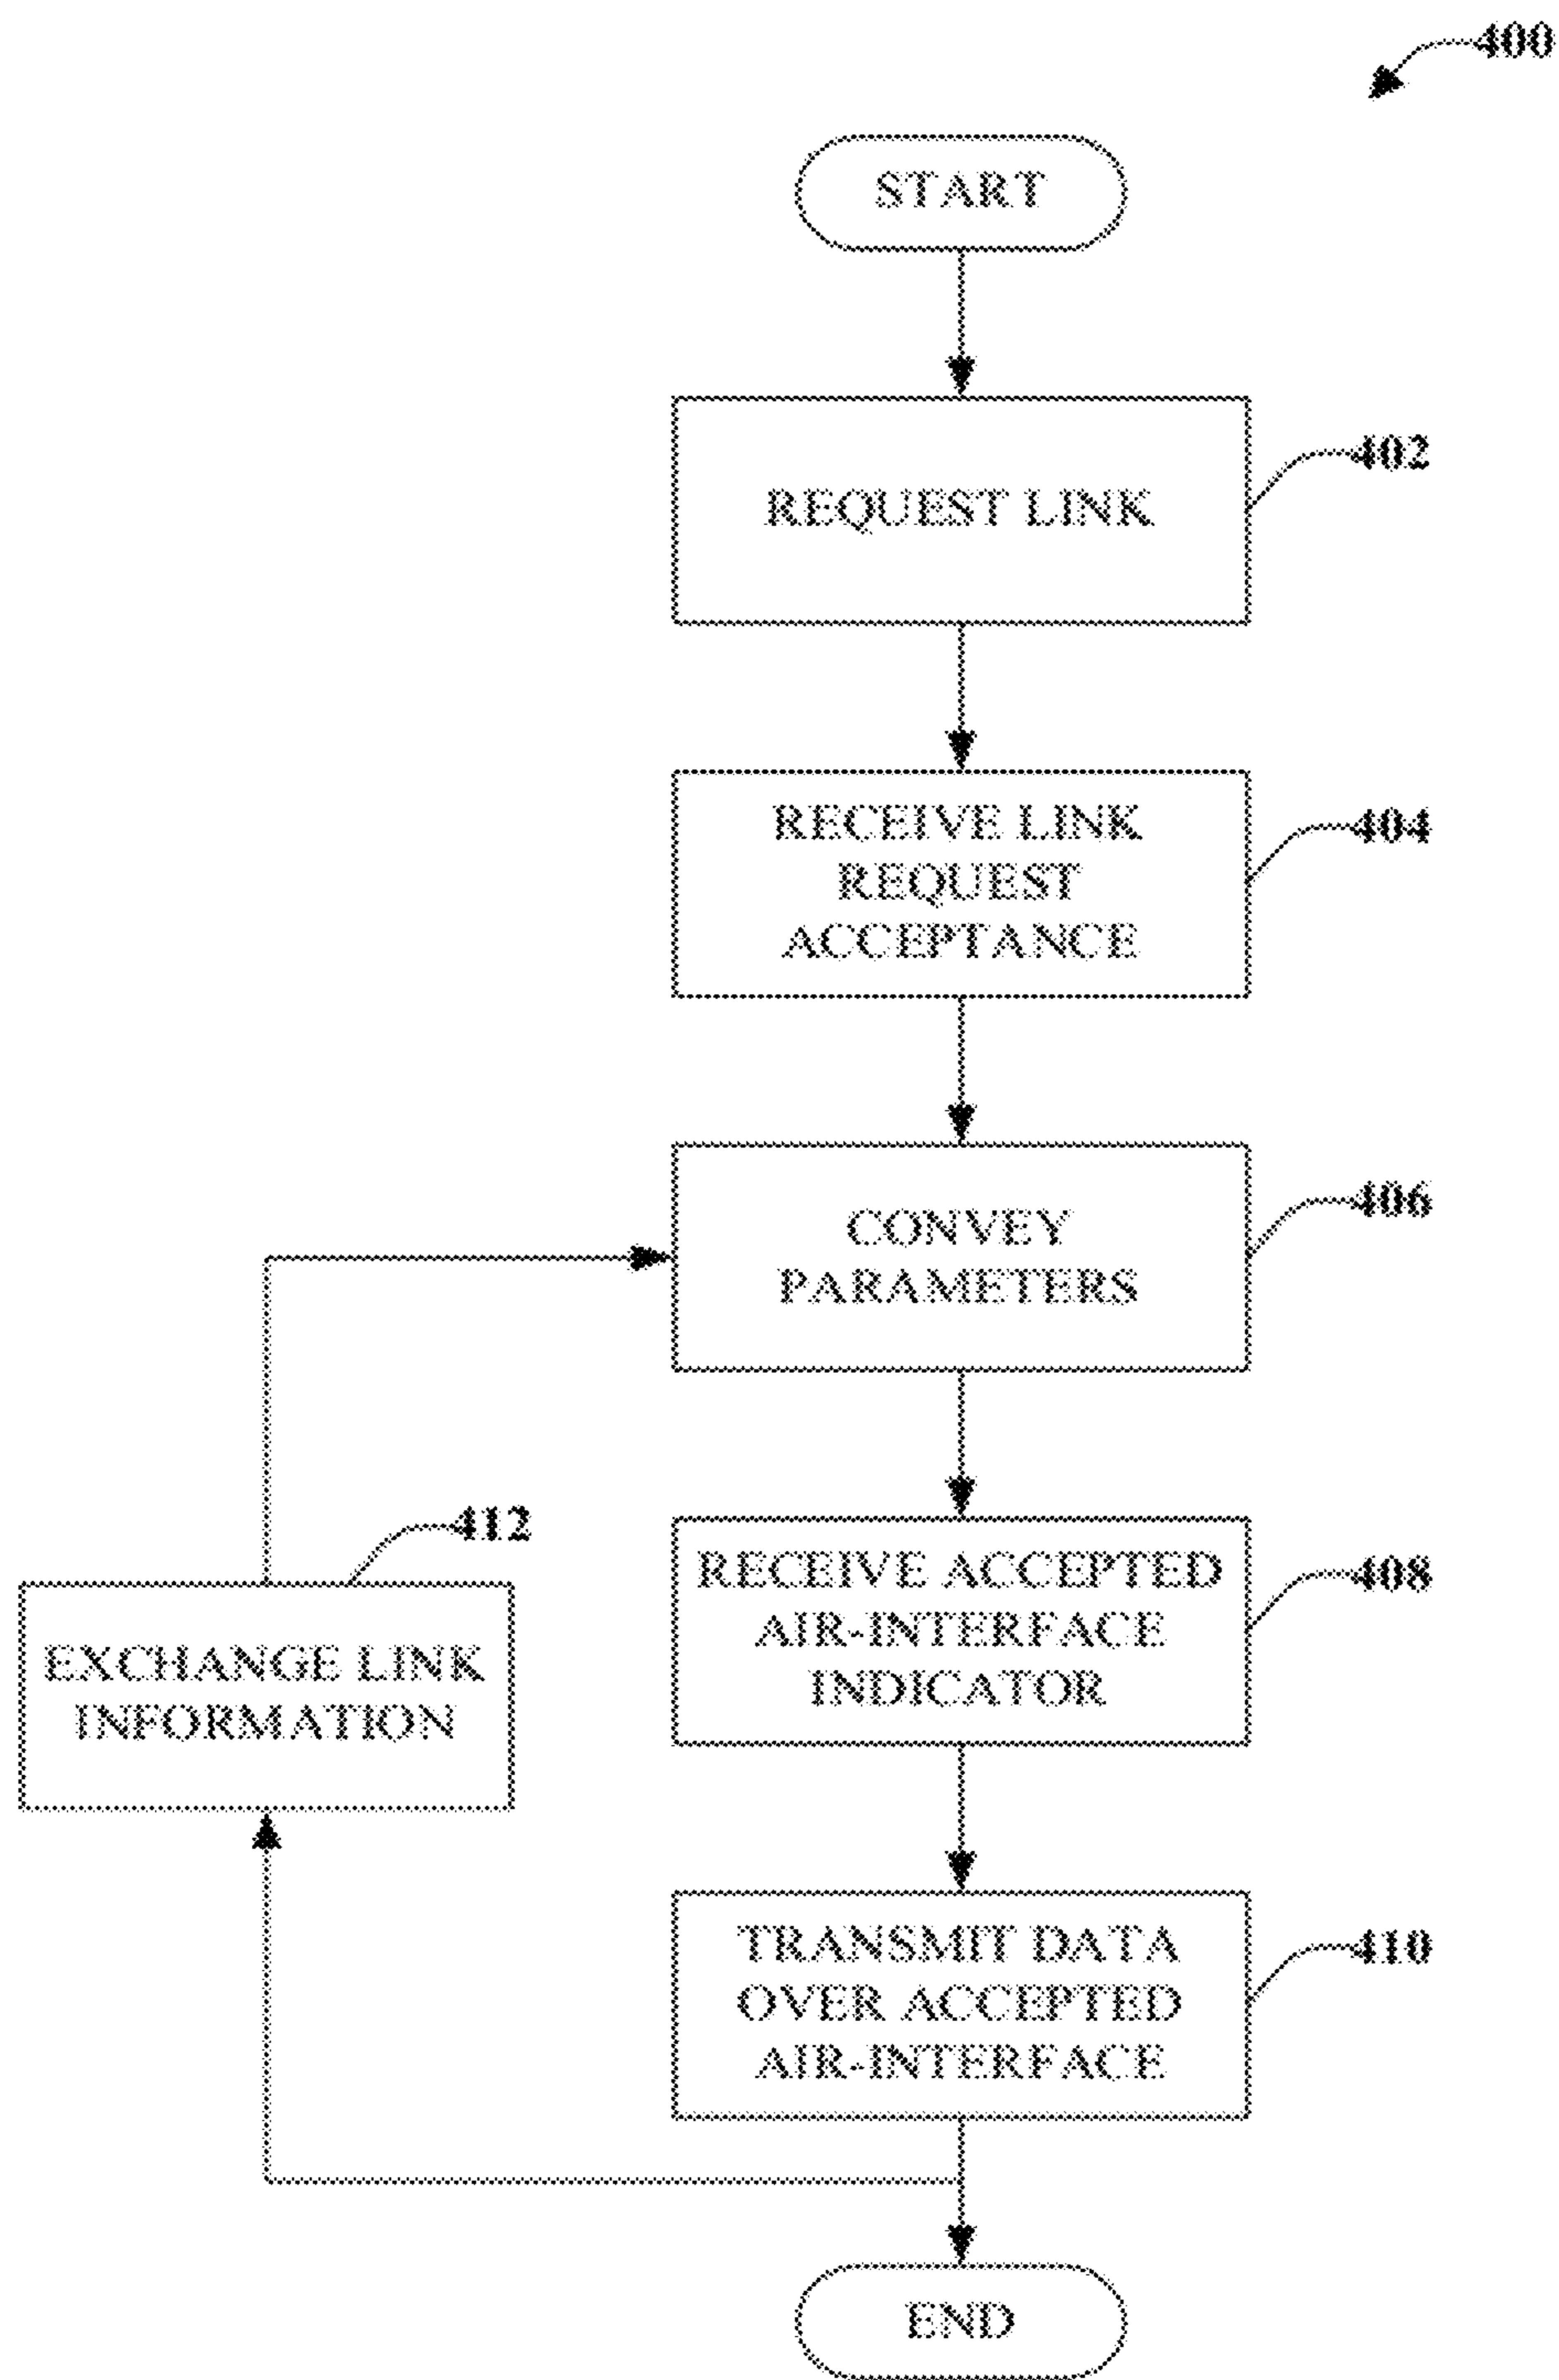 400
START
REQUEST LINK
402
RECEIVE LINK
REQUEST
ACCEPTANCE
404
CONVEY
PARAMETERS
406
RECEIVE ACCEPTED
AIR-INTERFACE
INDICATOR
408
EXCHANGE LINK
INFORMATION
412
TRANSMIT DATA
OVER ACCEPTED
AIR-INTERFACE
410
END